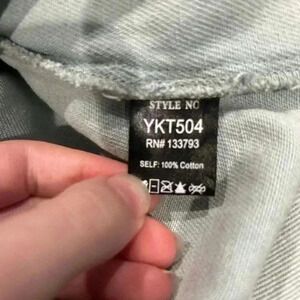 STYLE NO
YKT504
RN# 133793
SELF: 100% Cotton